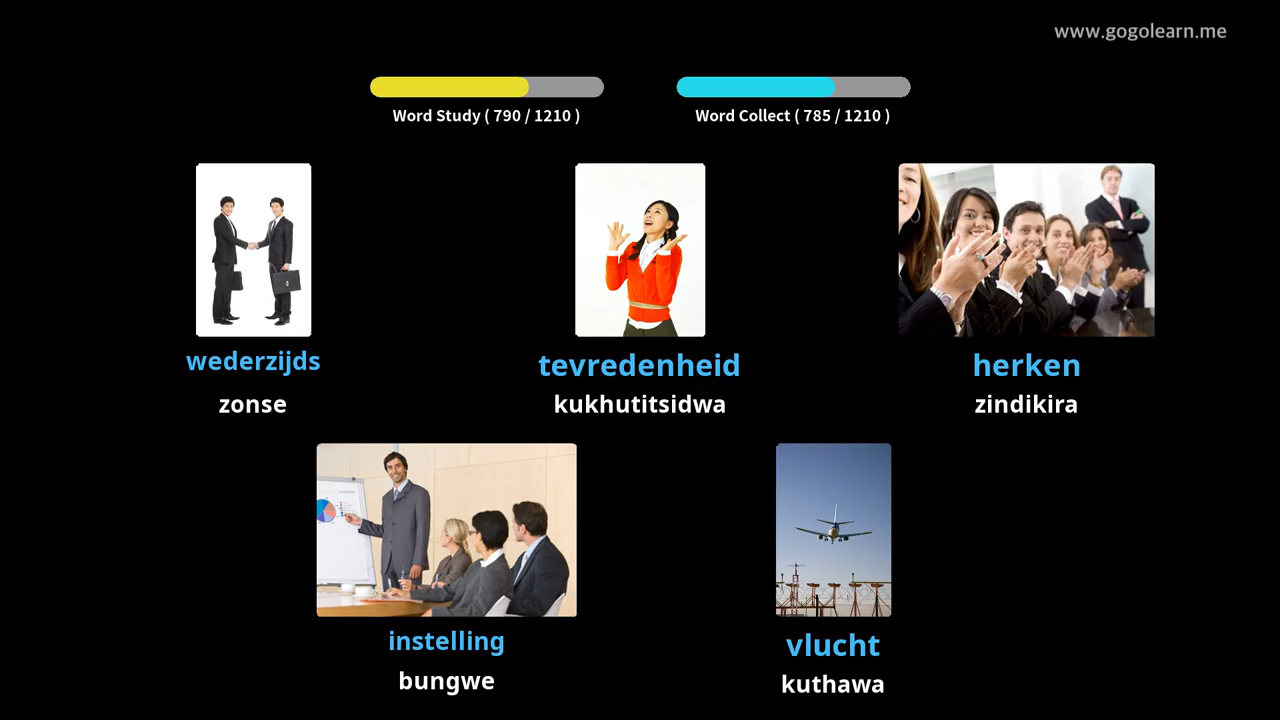 www.gogolearn.me
Word Study ( 790 / 1210 )
Word Collect ( 785 / 1210 )
wederzijds
zonse
tevredenheid
kukhutitsidwa
herken
zindikira
instelling
bungwe
vlucht
kuthawa